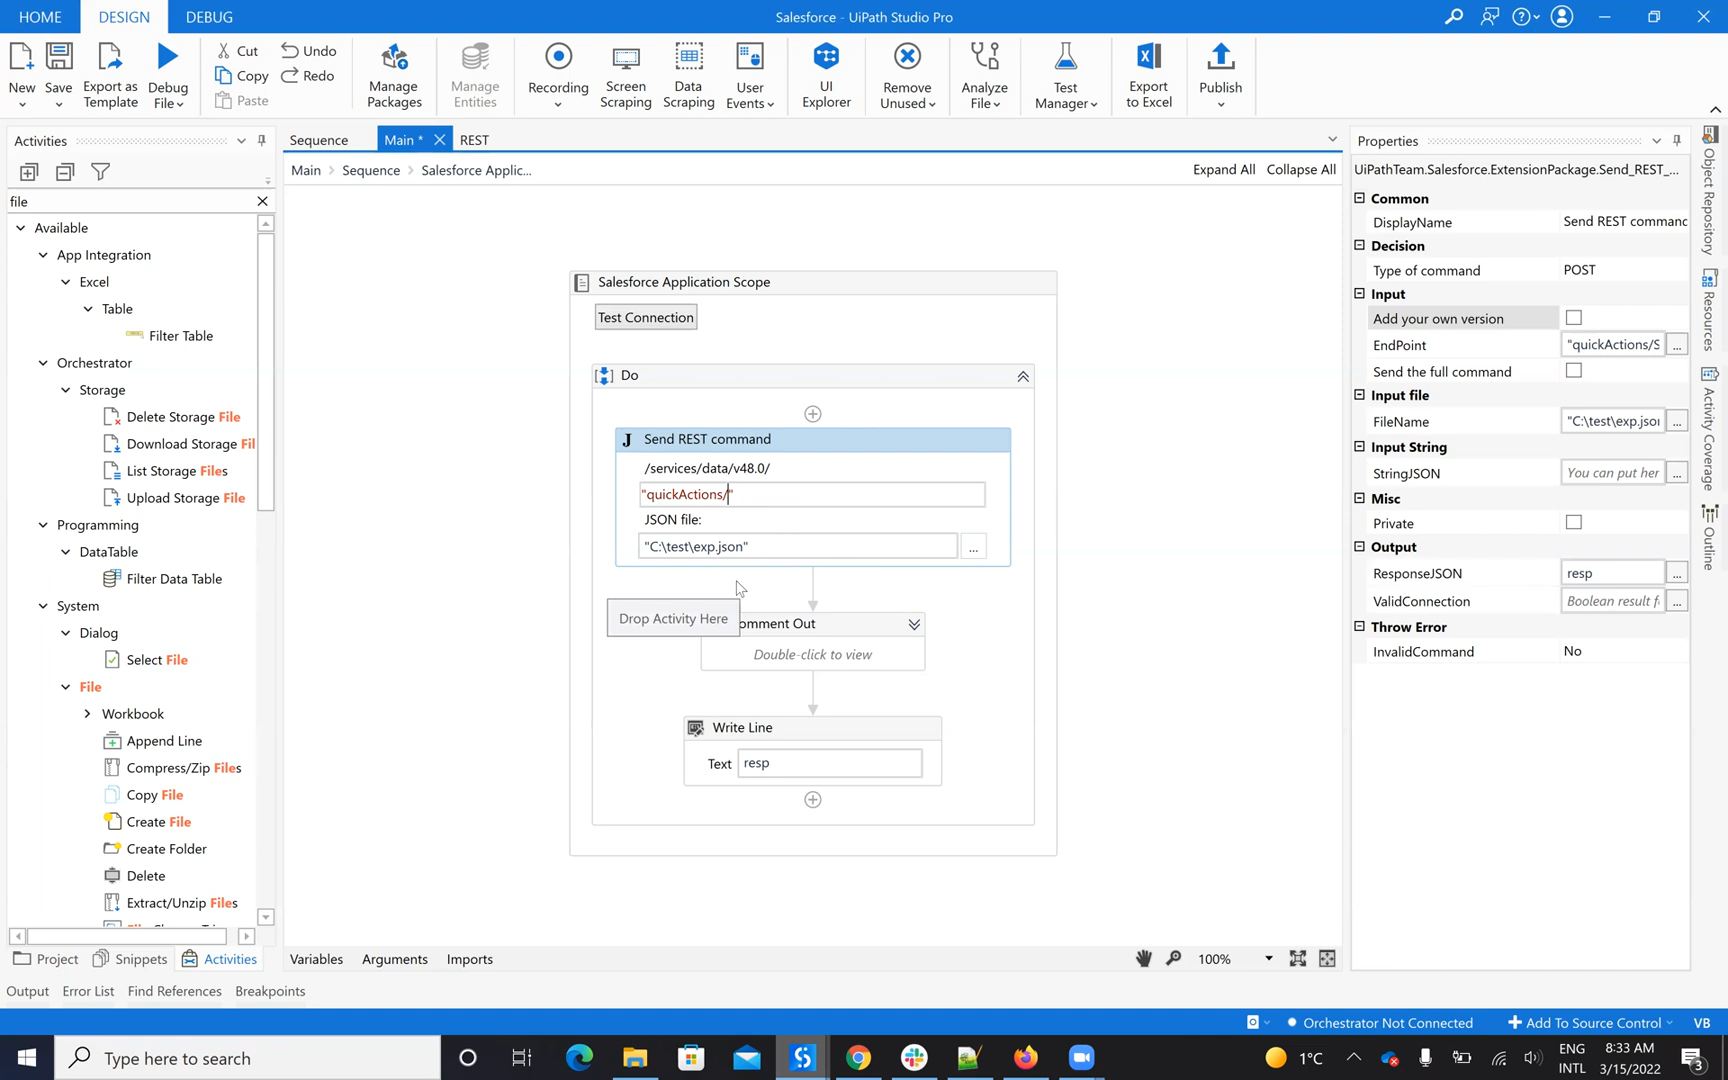 HOME DESIGN DEBUG Salesforce - UiPath Studio Pro
New Save Export as Template Debug File Cut Copy Paste Undo Redo Manage Packages Manage Entities Recording Screen Scraping Data Scraping User Events UI Explorer Remove Unused Analyze File Test Manager Export to Excel Publish
Activities
file
Available
App Integration
Excel
Table
Filter Table
Orchestrator
Storage
Delete Storage File
Download Storage Fil
List Storage Files
Upload Storage File
Programming
DataTable
Filter Data Table
System
Dialog
Select File
File
Workbook
Append Line
Compress/Zip Files
Copy File
Create File
Create Folder
Delete
Extract/Unzip Files
Project Snippets Activities
Sequence Main * REST
Main > Sequence > Salesforce Applic... Expand All Collapse All
Salesforce Application Scope
Test Connection
Do
J Send REST command
/services/data/v48.0/
"quickActions/"
JSON file:
"C:\test\exp.json" ...
Drop Activity Here
omment Out
Double-click to view
Write Line
Text resp
Variables Arguments Imports 100%
Properties
UiPathTeam.Salesforce.ExtensionPackage.Send_REST_...
Common
DisplayName Send REST command
Decision
Type of command POST
Input
Add your own version
EndPoint "quickActions/S ...
Send the full command
Input file
FileName "C:\test\exp.json ...
Input String
StringJSON You can put her ...
Misc
Private
Output
ResponseJSON resp ...
ValidConnection Boolean result f ...
Throw Error
InvalidCommand No
Object Repository
Resources
Activity Coverage
Outline
Output Error List Find References Breakpoints
Orchestrator Not Connected Add To Source Control VB
Type here to search 1°C ENG INTL 8:33 AM 3/15/2022 3